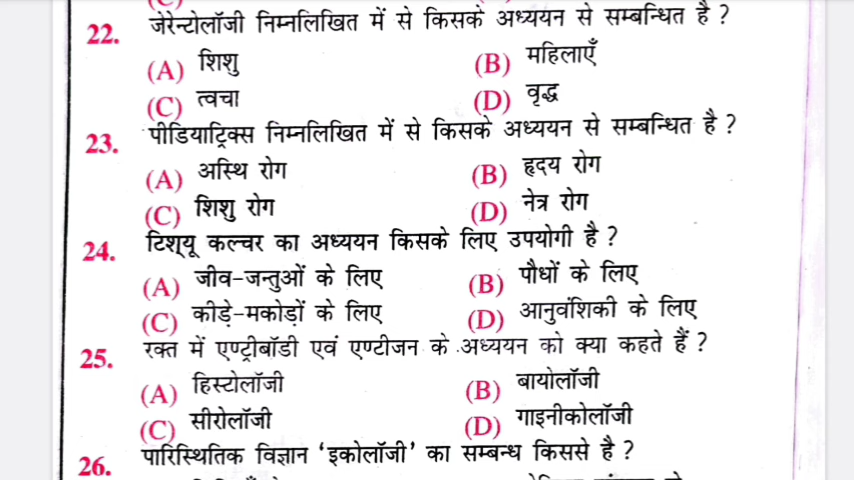 22. जेरेन्टोलॉजी निम्नलिखित में से किसके अध्ययन से सम्बन्धित है ?
(A) शिशु (B) महिलाएँ
(C) त्वचा (D) वृद्ध
23. पीडियाट्रिक्स निम्नलिखित में से किसके अध्ययन से सम्बन्धित है ?
(A) अस्थि रोग (B) हृदय रोग
(C) शिशु रोग (D) नेत्र रोग
24. टिश्यू कल्चर का अध्ययन किसके लिए उपयोगी है ?
(A) जीव-जन्तुओं के लिए (B) पौधों के लिए
(C) कीड़े-मकोड़ों के लिए (D) आनुवंशिकी के लिए
25. रक्त में एण्ट्रीबॉडी एवं एण्टीजन के अध्ययन को क्या कहते हैं ?
(A) हिस्टोलॉजी (B) बायोलॉजी
(C) सीरोलॉजी (D) गाइनीकोलॉजी
26. पारिस्थितिक विज्ञान ‘इकोलॉजी’ का सम्बन्ध किससे है ?